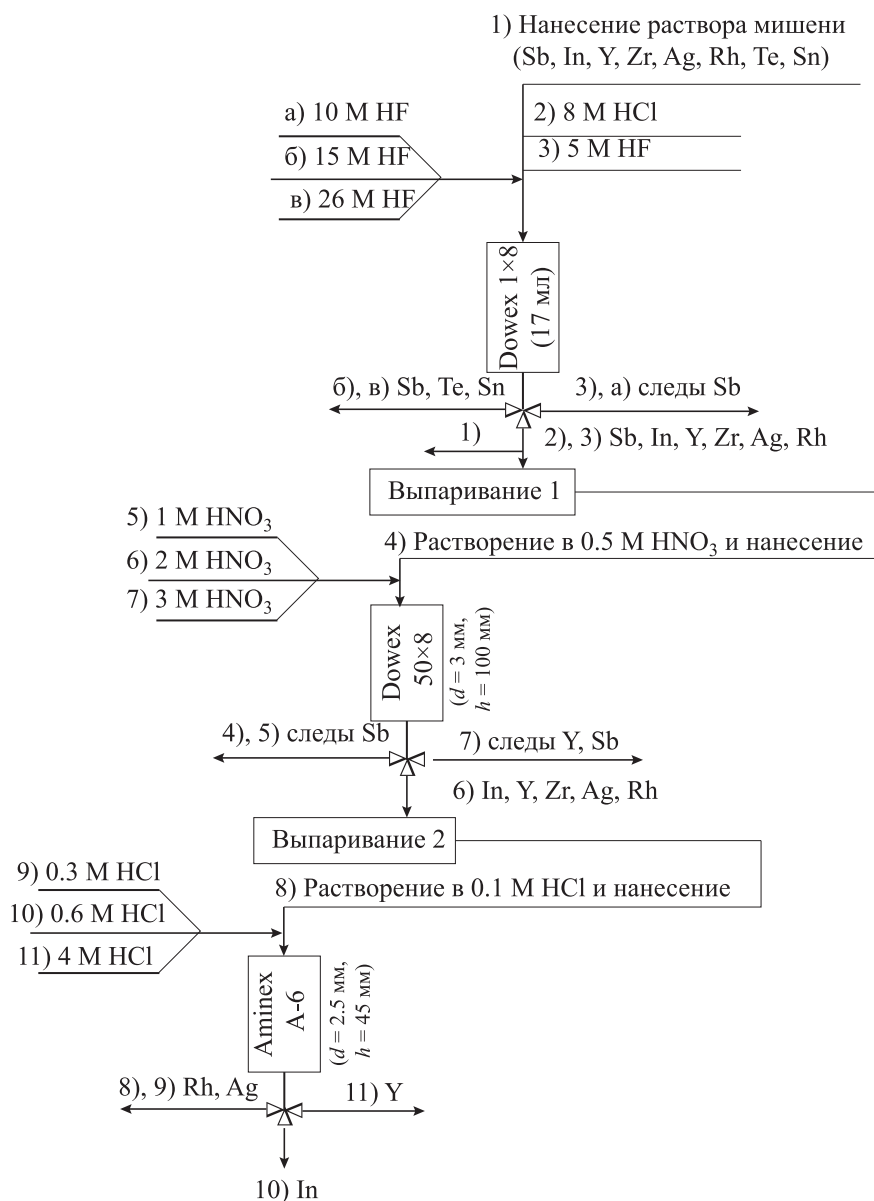 1) Нанесение раствора мишени
(Sb, In, Y, Zr, Ag, Rh, Te, Sn)
а) 10 М HF
2) 8 М HCl
б) 15 М HF
3) 5 М HF
в) 26 М HF
Dowex 1×8
(17 мл)
б), в) Sb, Te, Sn
3), а) следы Sb
1)
2), 3) Sb, In, Y, Zr, Ag, Rh
Выпаривание 1
5) 1 М HNO₃
4) Растворение в 0.5 М HNO₃ и нанесение
6) 2 М HNO₃
7) 3 М HNO₃
Dowex
50×8
(d = 3 мм,
h = 100 мм)
4), 5) следы Sb
7) следы Y, Sb
6) In, Y, Zr, Ag, Rh
Выпаривание 2
9) 0.3 М HCl
8) Растворение в 0.1 М HCl и нанесение
10) 0.6 М HCl
11) 4 М HCl
Aminex
A-6
(d = 2.5 мм,
h = 45 мм)
8), 9) Rh, Ag
11) Y
10) In